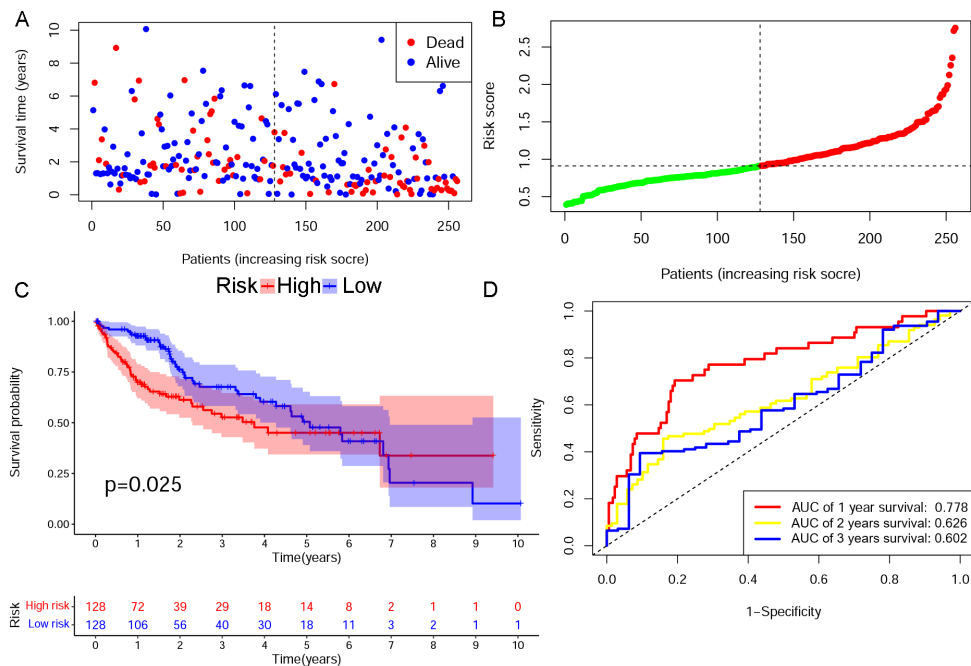 A
Survival time (years)
10
8
6
4
2
0
Dead
Alive
0 50 100 150 200 250
Patients (increasing risk socre)
B
Risk score
2.5
2.0
1.5
1.0
0.5
0 50 100 150 200 250
Patients (increasing risk socre)
C
Risk High Low
Survival probability
1.00
0.75
0.50
0.25
0.00
p=0.025
0 1 2 3 4 5 6 7 8 9 10
Time(years)
Risk
High risk 128 72 39 29 18 14 8 2 1 1 0
Low risk 128 106 56 40 30 18 11 3 2 1 1
0 1 2 3 4 5 6 7 8 9 10
Time(years)
D
Sensitivity
1.0
0.8
0.6
0.4
0.2
0.0
AUC of 1 year survival: 0.778
AUC of 2 years survival: 0.626
AUC of 3 years survival: 0.602
0.0 0.2 0.4 0.6 0.8 1.0
1−Specificity